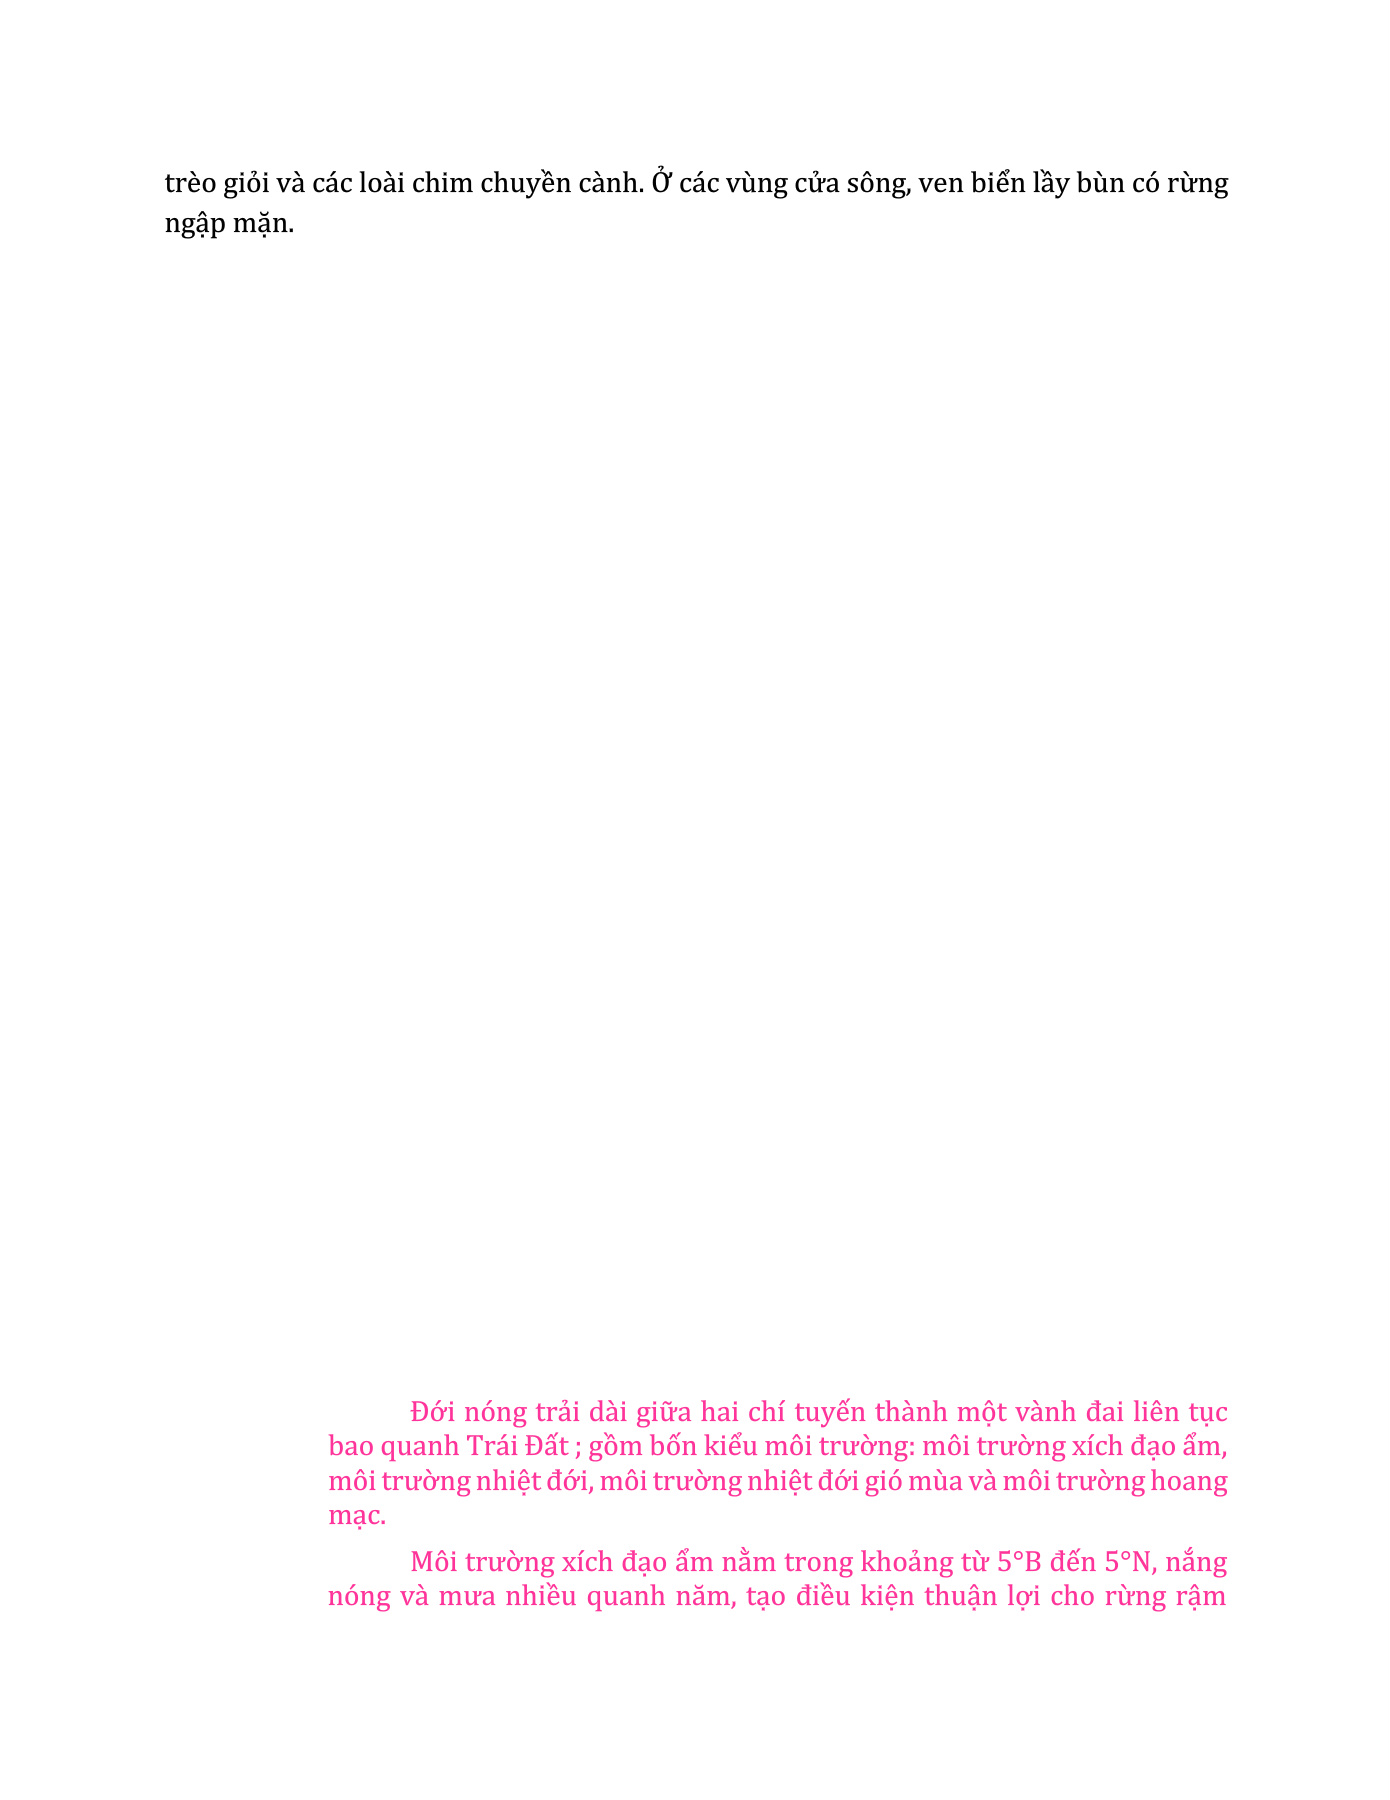 trèo giỏi và các loài chim chuyền cành. Ở các vùng cửa sông, ven biển lầy bùn có rừng
ngập mặn.
Đới nóng trải dài giữa hai chí tuyến thành một vành đai liên tục
bao quanh Trái Đất ; gồm bốn kiểu môi trường: môi trường xích đạo ẩm,
môi trường nhiệt đới, môi trường nhiệt đới gió mùa và môi trường hoang
mạc.
Môi trường xích đạo ẩm nằm trong khoảng từ 5°B đến 5°N, nắng
nóng và mưa nhiều quanh năm, tạo điều kiện thuận lợi cho rừng rậm